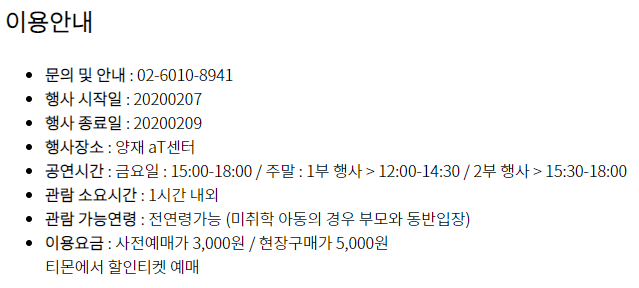 이용안내
문의 및 안내 : 02-6010-8941
행사 시작일 : 20200207
행사 종료일 : 20200209
행사장소 : 양재 aT센터
공연시간 : 금요일 : 15:00-18:00 / 주말 : 1부 행사 > 12:00-14:30 / 2부 행사 > 15:30-18:00
관람 소요시간 : 1시간 내외
관람 가능연령 : 전연령가능 (미취학 아동의 경우 부모와 동반입장)
이용요금 : 사전예매가 3,000원 / 현장구매가 5,000원
티몬에서 할인티켓 예매